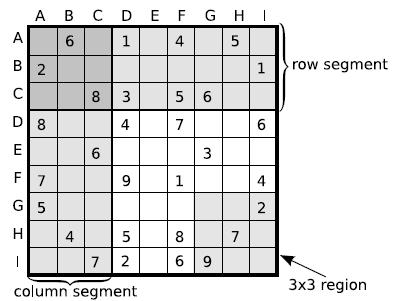 A B C D E F G H I
A 6 1 4 5
B 2 1
row segment
C 8 3 5 6
D 8 4 7 6
E 6 3
F 7 9 1 4
G 5 2
H 4 5 8 7
I 7 2 6 9
column segment
3x3 region